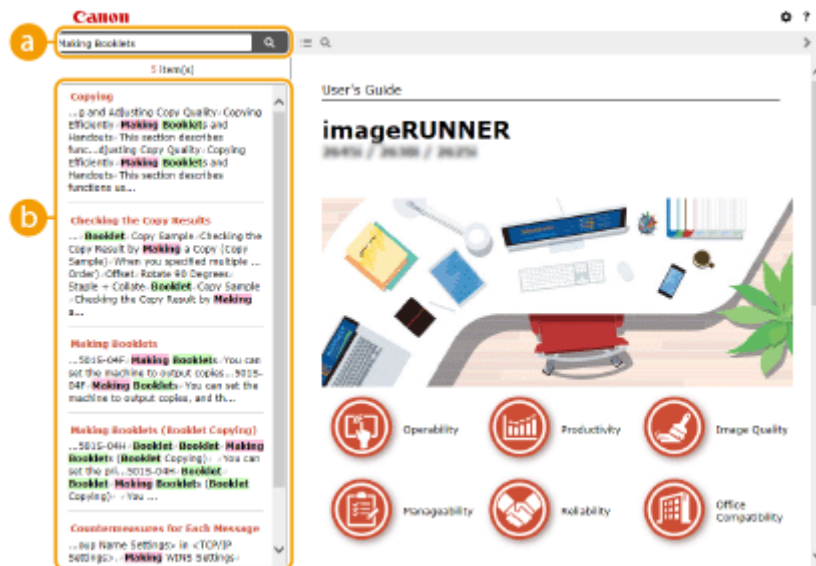 Canon
?
a
Making Booklets
5 item(s)
b
Copying
...g and Adjusting Copy Quality Copying
Efficiently Making Booklets and
Handouts This section describes
func...djusting Copy Quality Copying
Efficiently Making Booklets and
Handouts This section describes
functions us...
Checking the Copy Results
...Booklet Copy Sample Checking the
Copy Result by Making a Copy (Copy
Sample) When you specified multiple ...
Order) Offset Rotate 90 Degrees
Staple + Collate Booklet Copy Sample
Checking the Copy Result by Making
a...
Making Booklets
...5015-04F Making Booklets You can
set the machine to output copies...5015-
04F Making Booklets You can set the
machine to output copies, and th...
Making Booklets (Booklet Copying)
...5015-04H Booklet Booklet Making
Booklets (Booklet Copying) You can
set the pri...5015-04H Booklet
Booklet Making Booklets (Booklet
Copying) You ...
Countermeasures for Each Message
...oup Name Settings> in <TCP/IP
Settings>. Making WINS Settings
User's Guide
imageRUNNER
Operability
Productivity
Image Quality
Manageability
Reliability
Office
Compatibility